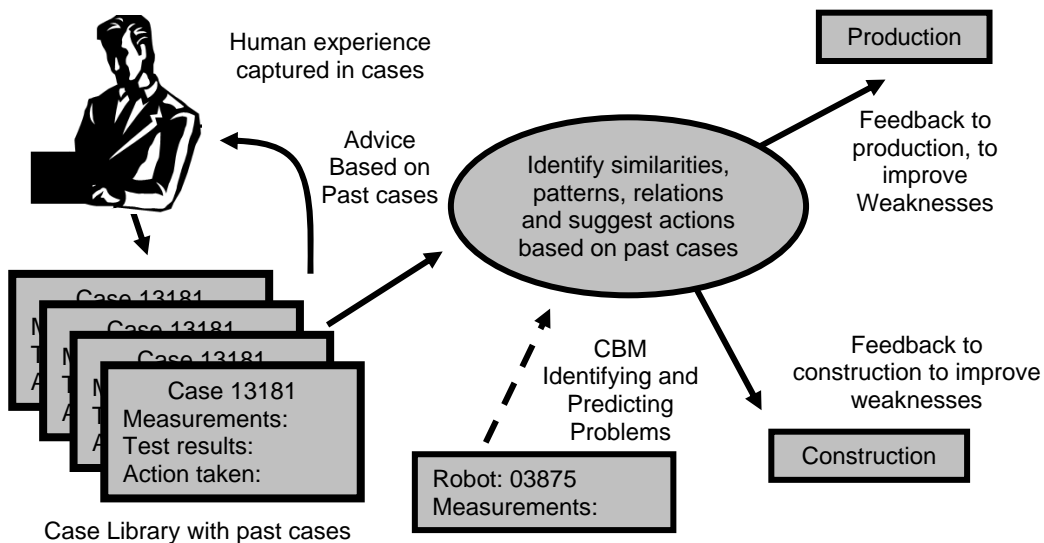 Human experience
captured in cases
Advice
Based on
Past cases
Production
Feedback to
production, to
improve
Weaknesses
Identify similarities,
patterns, relations
and suggest actions
based on past cases
Case 13181
Case 13181
Case 13181
Case 13181
Measurements:
Test results:
Action taken:
Case Library with past cases
CBM
Identifying and
Predicting
Problems
Robot: 03875
Measurements:
Feedback to
construction to improve
weaknesses
Construction